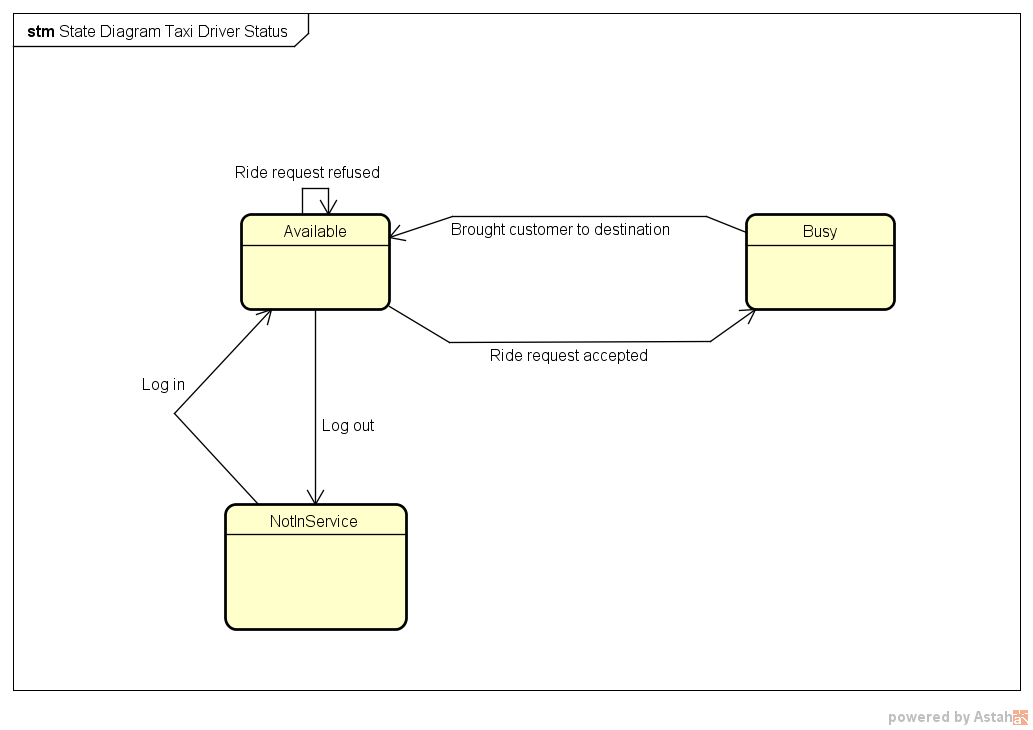 stm State Diagram Taxi Driver Status
Ride request refused
Available
Brought customer to destination
Busy
Ride request accepted
Log in
Log out
NotInService
powered by Astah